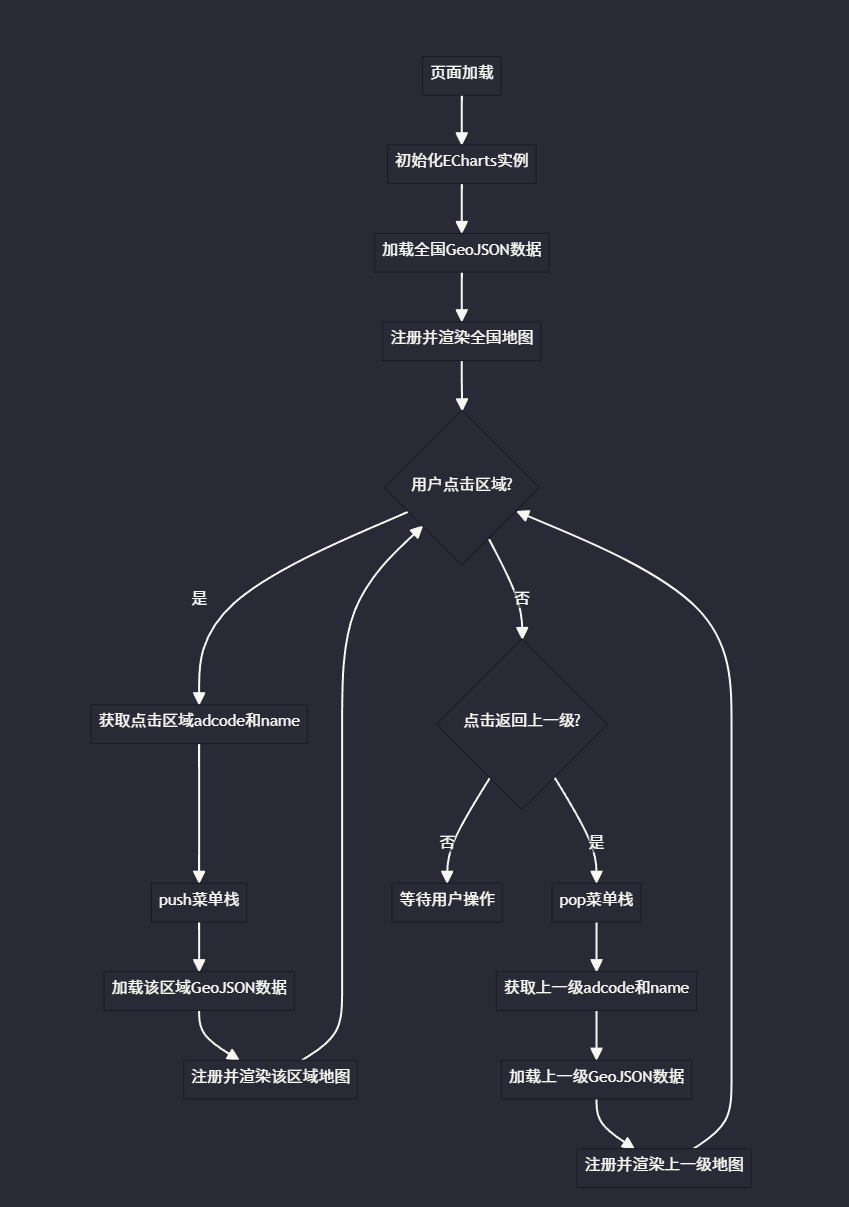 页面加载
初始化ECharts实例
加载全国GeoJSON数据
注册并渲染全国地图
用户点击区域?
是
否
获取点击区域adcode和name
点击返回上一级?
否
是
push菜单栈
等待用户操作
pop菜单栈
加载该区域GeoJSON数据
获取上一级adcode和name
注册并渲染该区域地图
加载上一级GeoJSON数据
注册并渲染上一级地图